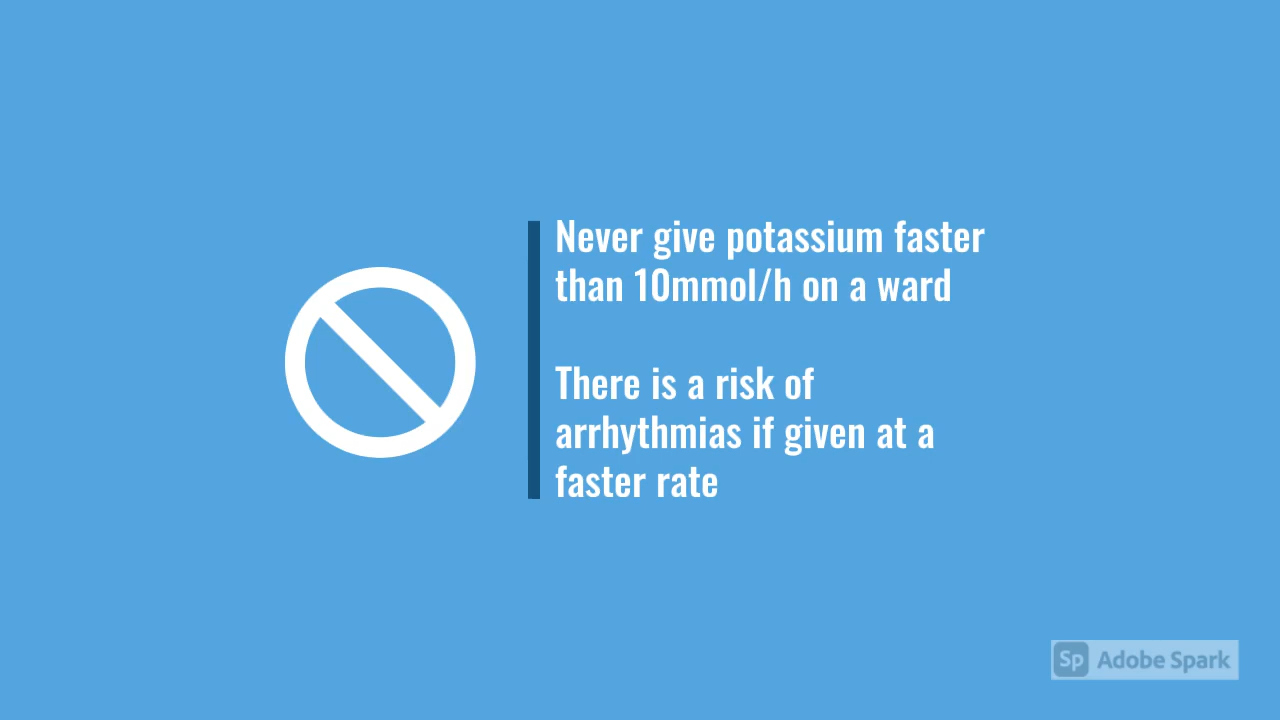 Never give potassium faster
than 10mmol/h on a ward
There is a risk of
arrhythmias if given at a
faster rate
Sp Adobe Spark